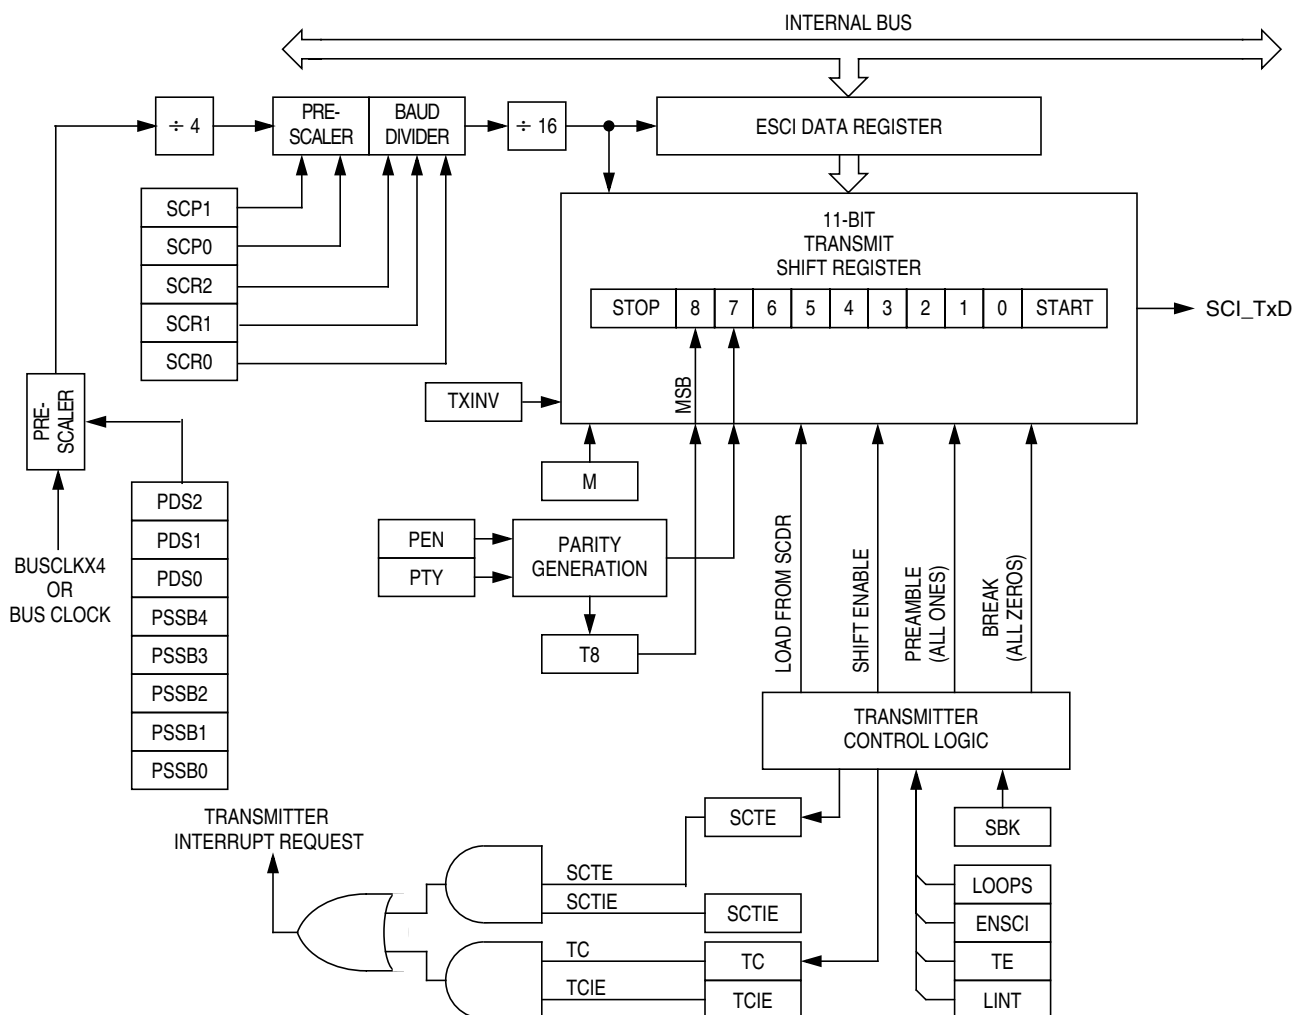 INTERNAL BUS
÷ 4
PRE-
SCALER
BAUD
DIVIDER
÷ 16
ESCI DATA REGISTER
SCP1
SCP0
SCR2
SCR1
SCR0
11-BIT
TRANSMIT
SHIFT REGISTER
STOP 8 7 6 5 4 3 2 1 0 START
SCI_TxD
PRE-
SCALER
TXINV
MSB
M
BUSCLKX4
OR
BUS CLOCK
PDS2
PDS1
PDS0
PSSB4
PSSB3
PSSB2
PSSB1
PSSB0
PEN
PTY
PARITY
GENERATION
T8
LOAD FROM SCDR
SHIFT ENABLE
PREAMBLE
(ALL ONES)
BREAK
(ALL ZEROS)
TRANSMITTER
CONTROL LOGIC
TRANSMITTER
INTERRUPT REQUEST
SCTE
SBK
SCTE
SCTIE
SCTIE
TC
TC
TCIE
TCIE
LOOPS
ENSCI
TE
LINT